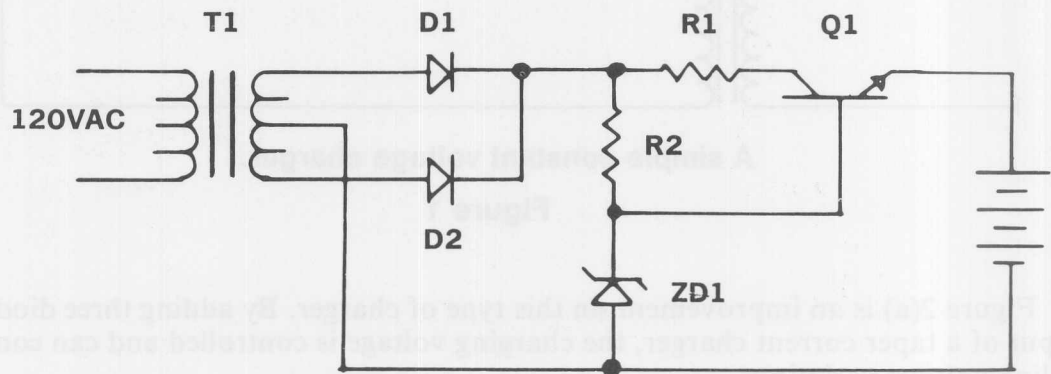 T1 D1 R1 Q1
120VAC
R2
A simple constant voltage charger
Figure 1
D2
ZD1
Figure 2(a) is an improvement on this type of charger. By adding three
of a taper current charger, the charging voltage is controlled and can